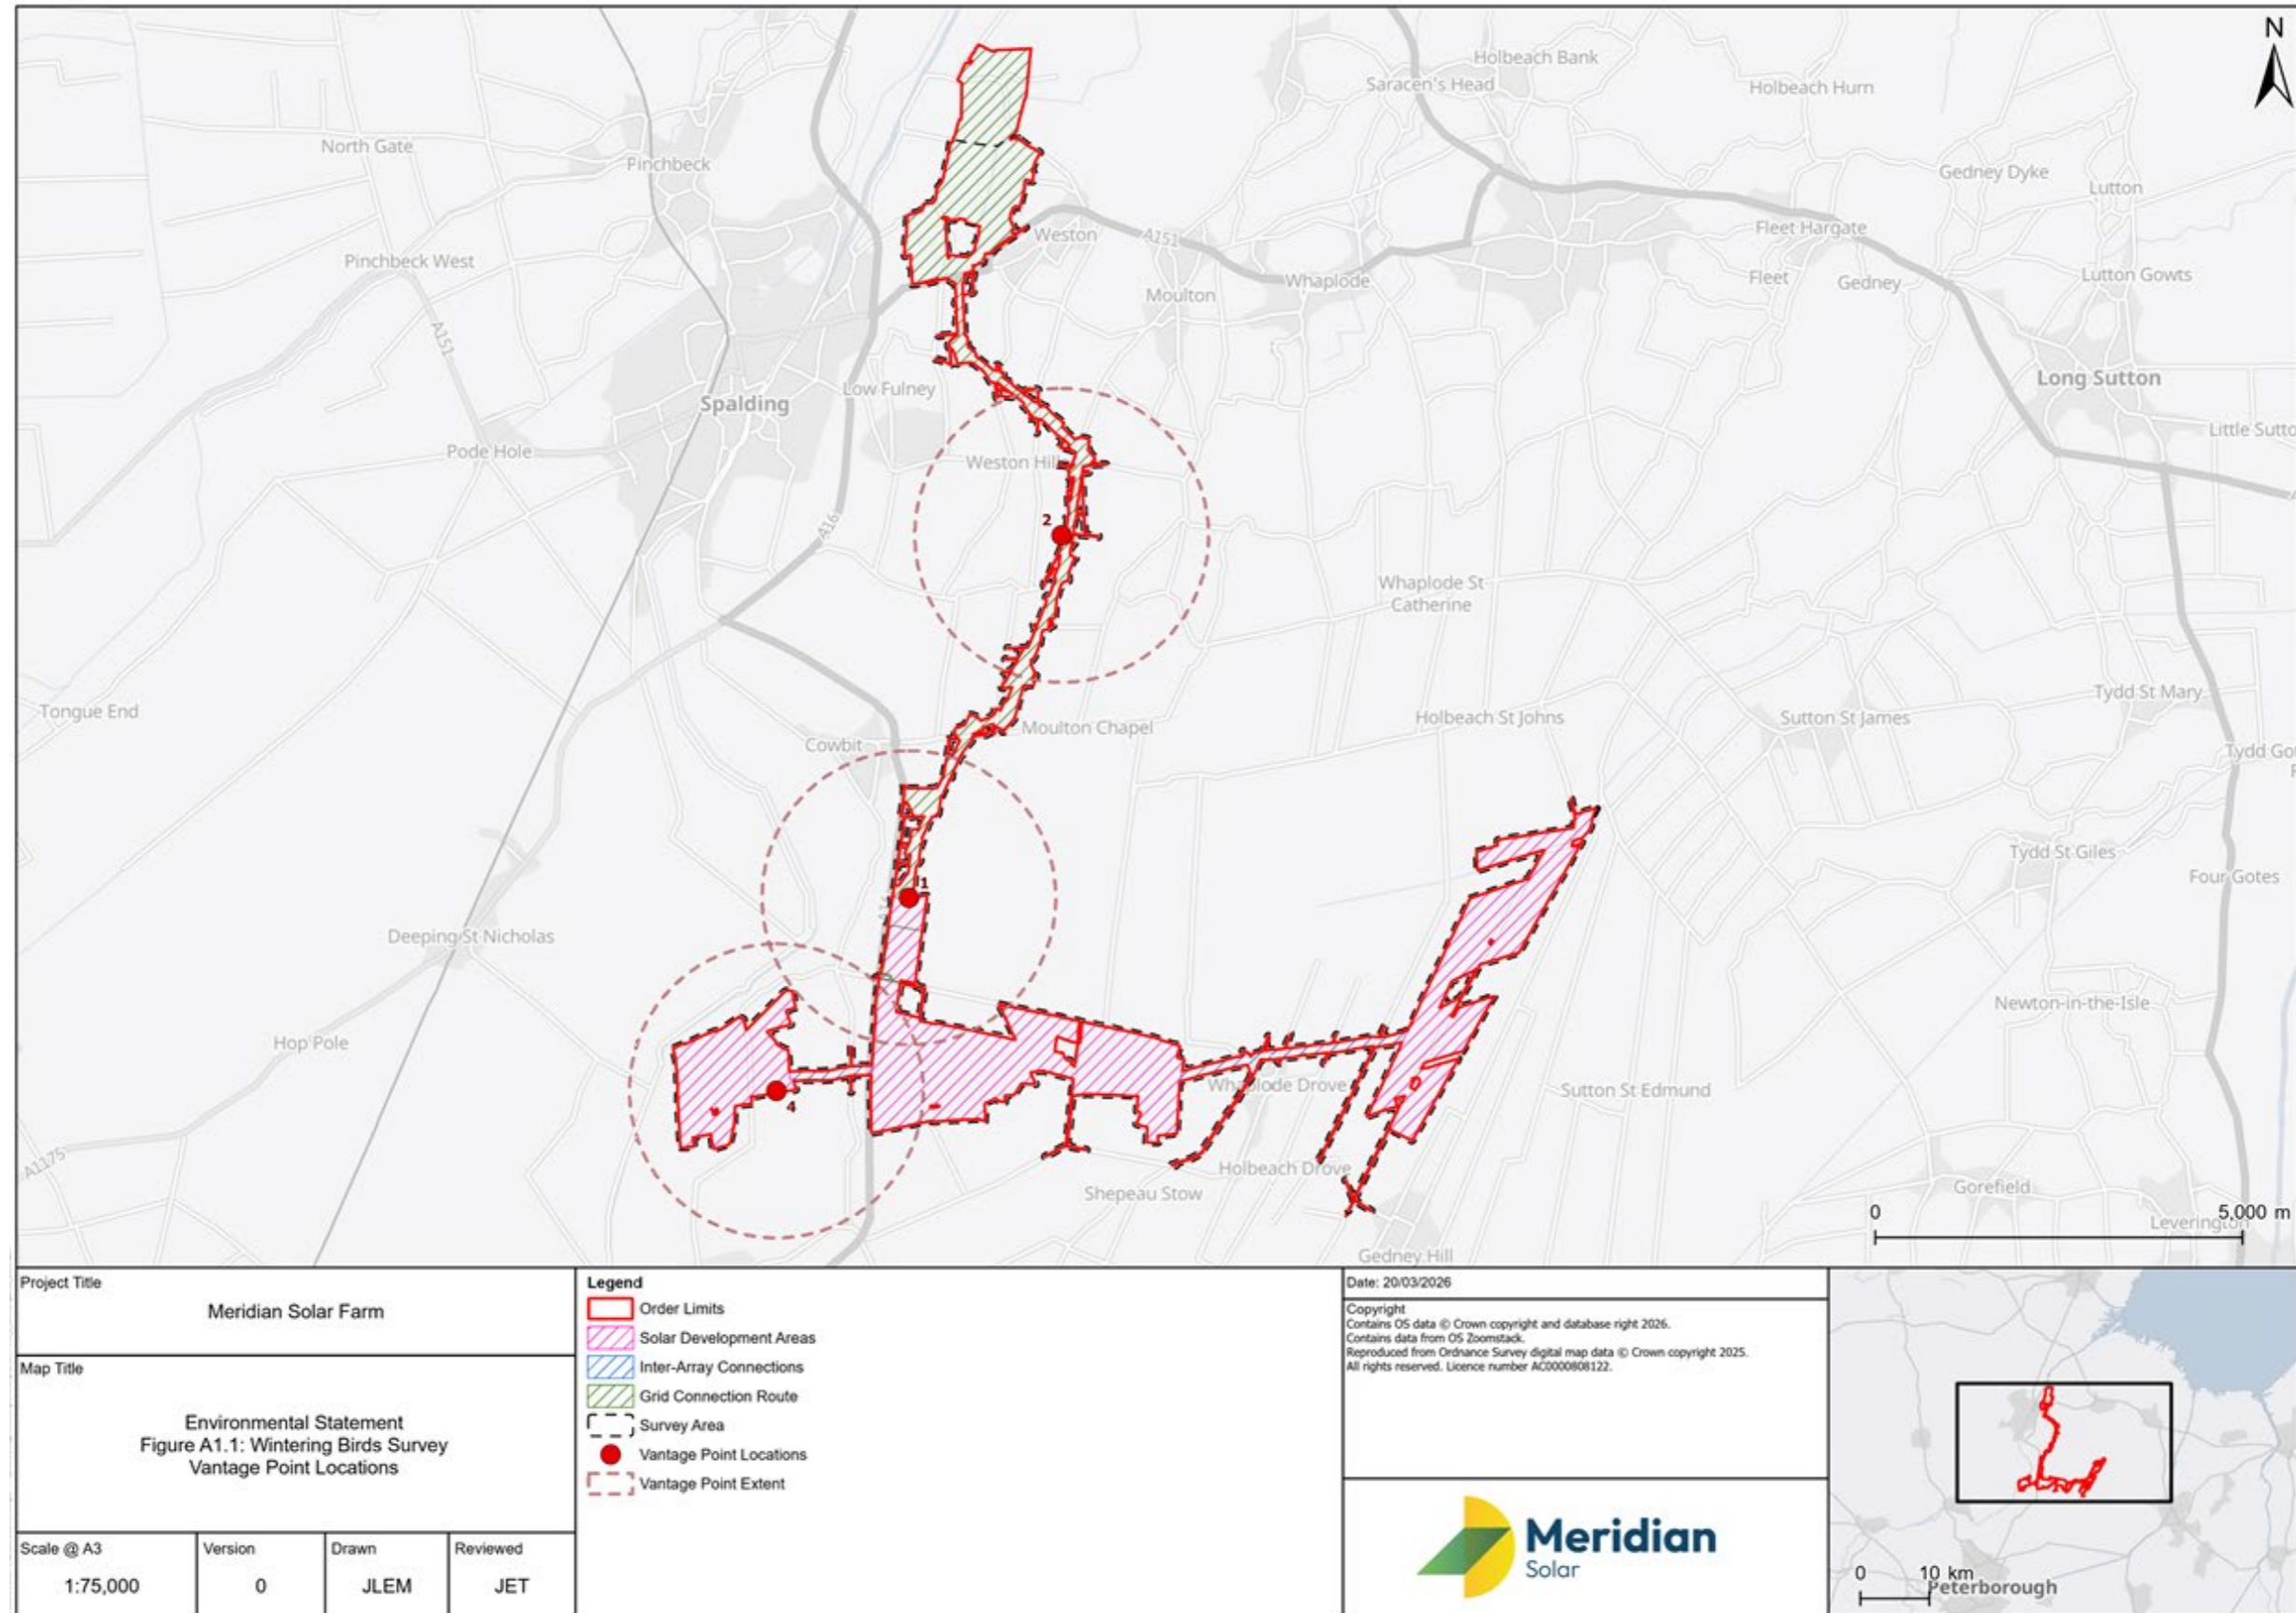 N
Holbeach Bank
Saracen's Head
Holbeach Hurn
North Gate
Pinchbeck
Gedney Dyke
Lutton
Weston
A151
Fleet Hargate
Pinchbeck West
Whaplode
Fleet
Gedney
Lutton Gowts
Moulton
A151
Long Sutton
Low Fulney
Spalding
Little Sutto
Pode Hole
Weston Hill
A16
2
Whaplode St
Catherine
Tydd St Mary
Tongue End
Holbeach St Johns
Sutton St James
Moulton Chapel
Cowbit
Tydd Go
Tydd St Giles
Four Gotes
1
Deeping St Nicholas
Newton-in-the-Isle
Hop Pole
Whaplode Drove
Sutton St Edmund
4
A1175
Holbeach Drove
Shepeau Stow
Gorefield
0 5,000 m
Leverington
Gedney Hill
Project Title
Meridian Solar Farm
Map Title
Environmental Statement
Figure A1.1: Wintering Birds Survey
Vantage Point Locations
Scale @ A3
1:75,000
Version
0
Drawn
JLEM
Reviewed
JET
Legend
Order Limits
Solar Development Areas
Inter-Array Connections
Grid Connection Route
Survey Area
Vantage Point Locations
Vantage Point Extent
Date: 20/03/2026
Copyright
Contains OS data © Crown copyright and database right 2026.
Contains data from OS Zoomstack.
Reproduced from Ordnance Survey digital map data © Crown copyright 2025.
All rights reserved. Licence number AC0000808122.
Meridian
Solar
0 10 km
Peterborough